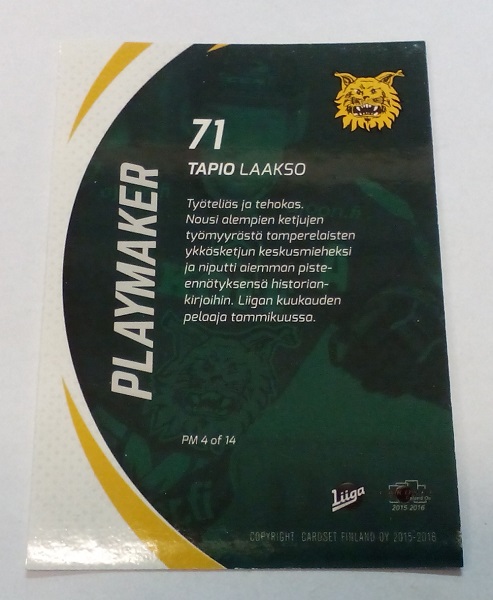 71
TAPIO LAAKSO
PLAYMAKER
Työteliäs ja tehokas.
Nousi alempien ketjujen
työmyyrästä tamperelaisten
ykkösketjun keskusmieheksi
ja niputti aiemman piste-
ennätyksensä historian-
kirjoihin. Liigan kuukauden
pelaaja tammikuussa.
PM 4 of 14
Liiga
2015-2016
COPYRIGHT CARDSET FINLAND OY 2015-2016